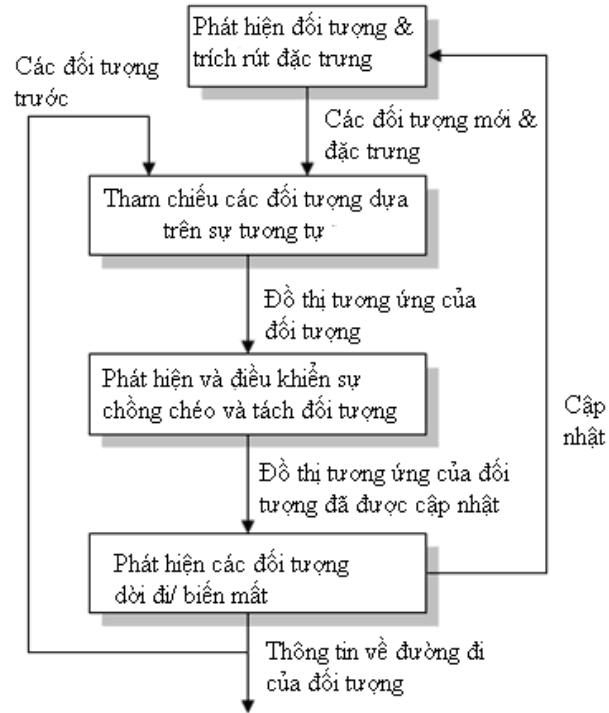 Phát hiện đối tượng &
trích rút đặc trưng
Các đối tượng
trước
Các đối tượng mới &
đặc trưng
Tham chiếu các đối tượng dựa
trên sự tương tự
Đồ thị tương ứng của
đối tượng
Phát hiện và điều khiển sự
chồng chéo và tách đối tượng
Cập
nhật
Đồ thị tương ứng của đối
tượng đã được cập nhật
Phát hiện các đối tượng
dời đi/ biến mất
Thông tin về đường đi
của đối tượng